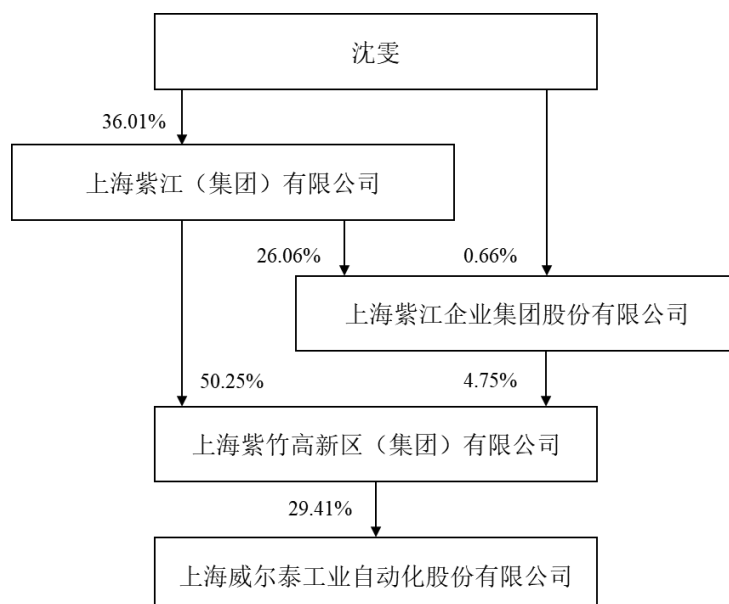 沈雯
36.01%
上海紫江（集团）有限公司
26.06%
0.66%
上海紫江企业集团股份有限公司
50.25%
4.75%
上海紫竹高新区（集团）有限公司
29.41%
上海威尔泰工业自动化股份有限公司